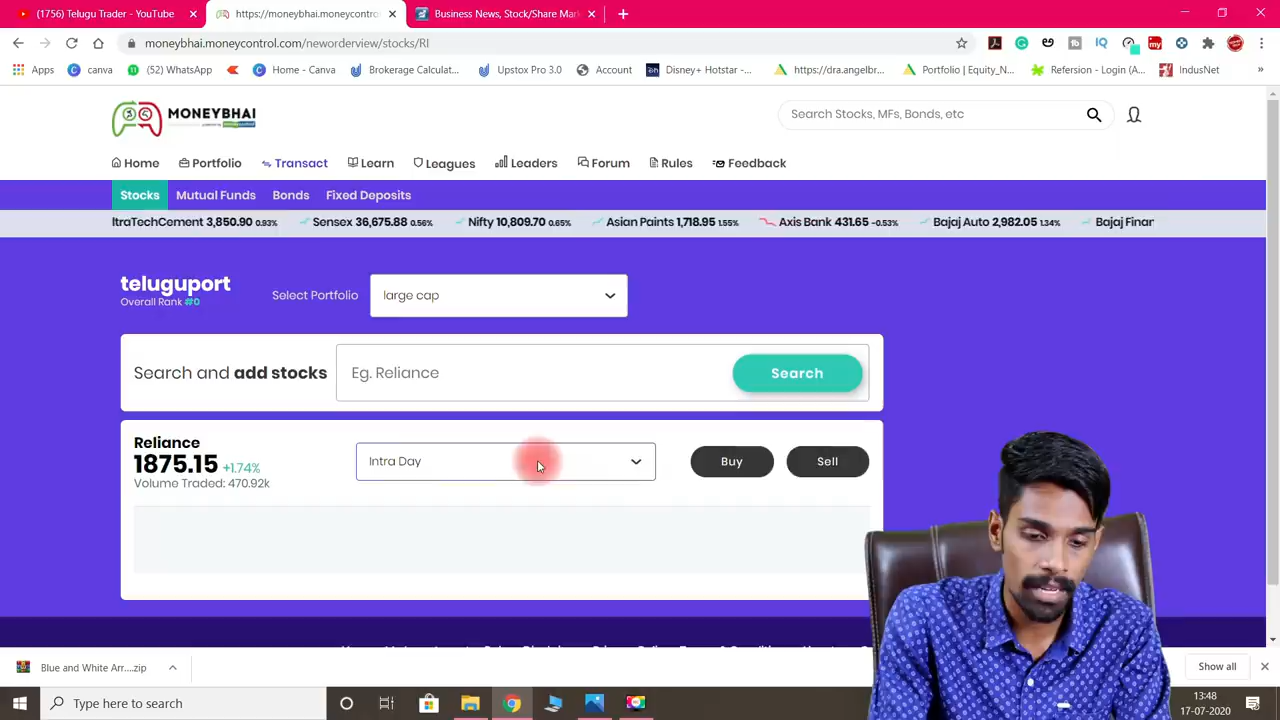 (1756) Telugu Trader - YouTube
https://moneybhai.moneycontro
Business News, Stock/Share Mark
moneybhai.moneycontrol.com/neworderview/stocks/RI
Apps
canva
(52) WhatsApp
Home - Canva
Brokerage Calculat...
Upstox Pro 3.0
Account
Disney+ Hotstar -...
https://dra.angelbr...
Portfolio | Equity_N...
Refersion - Login (A...
IndusNet
MONEYBHAI
Search Stocks, MFs, Bonds, etc
Home
Portfolio
Transact
Learn
Leagues
Leaders
Forum
Rules
Feedback
Stocks
Mutual Funds
Bonds
Fixed Deposits
ltraTechCement 3,850.90 0.93%
Sensex 36,675.88 0.56%
Nifty 10,809.70 0.65%
Asian Paints 1,718.95 1.55%
Axis Bank 431.65 -0.53%
Bajaj Auto 2,982.05 1.34%
Bajaj Finar
teluguport
Overall Rank #0
Select Portfolio
large cap
Search and add stocks
Eg. Reliance
Search
Reliance
1875.15 +1.74%
Volume Traded: 470.92k
Intra Day
Buy
Sell
Blue and White Arr....zip
Show all
Type here to search
13:48
17-07-2020